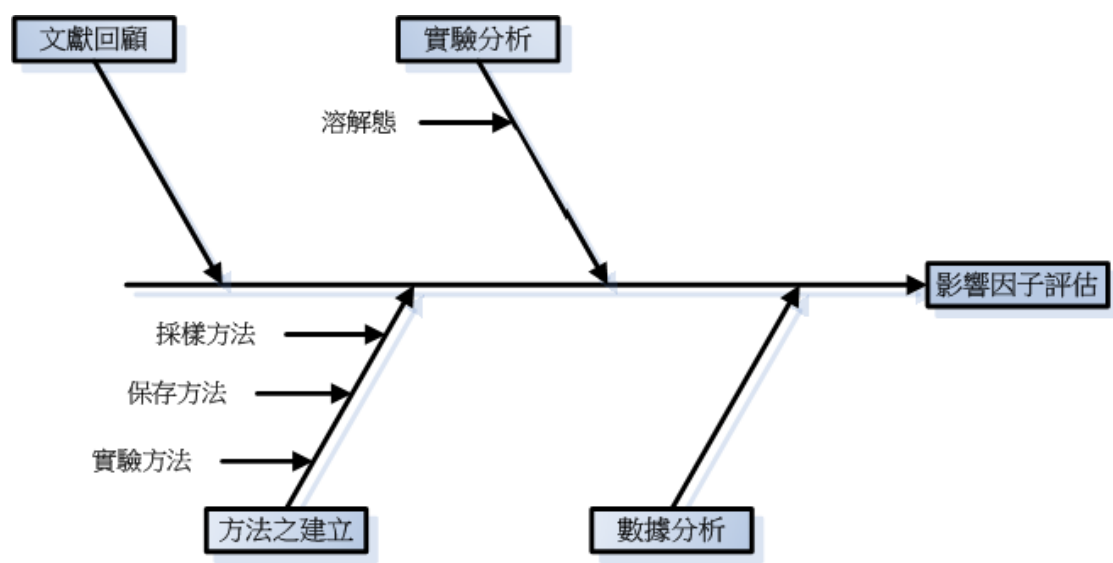 文獻回顧
實驗分析
溶解態
影響因子評估
採樣方法
保存方法
實驗方法
方法之建立
數據分析